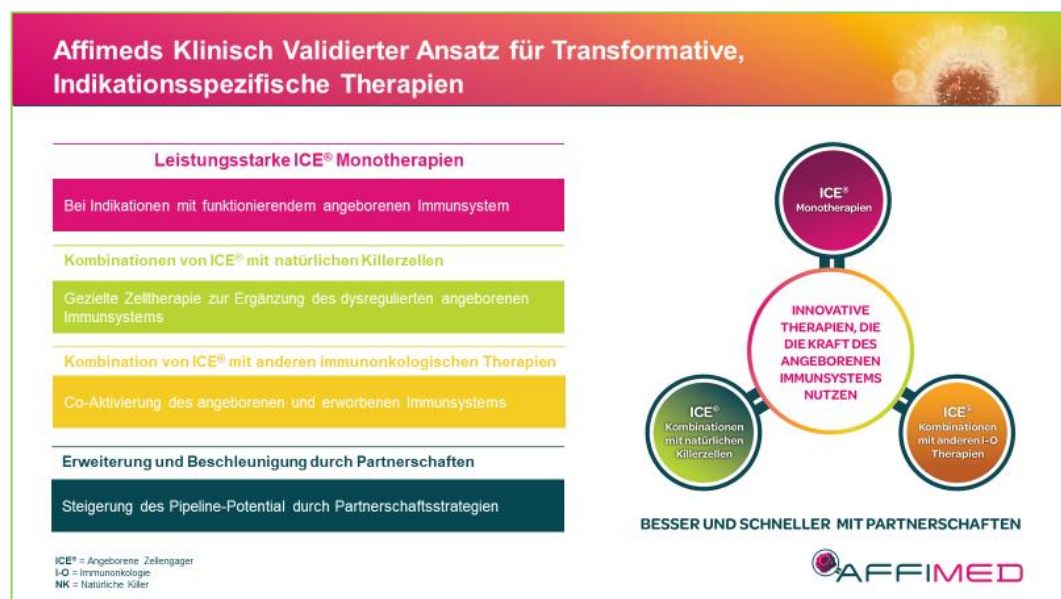 Affimeds Klinisch Validierter Ansatz für Transformative,
Indikationsspezifische Therapien
Leistungsstarke ICE® Monotherapien
Bei Indikationen mit funktionierendem angeborenen Immunsystem
Kombinationen von ICE® mit natürlichen Killerzellen
Gezielte Zelltherapie zur Ergänzung des dysregulierten angeborenen
Immunsystems
Kombination von ICE® mit anderen immunonkologischen Therapien
Co-Aktivierung des angeborenen und erworbenen Immunsystems
Erweiterung und Beschleunigung durch Partnerschaften
Steigerung des Pipeline-Potential durch Partnerschaftsstrategien
ICE® = Angeborene Zellengager
I-O = Immunonkologie
NK = Natürliche Killer
ICE®
Monotherapien
INNOVATIVE
THERAPIEN, DIE
DIE KRAFT DES
ANGEBORENEN
IMMUNSYSTEMS
NUTZEN
ICE®
Kombinationen
mit natürlichen
Killerzellen
ICE®
Kombinationen
mit anderen I-O
Therapien
BESSER UND SCHNELLER MIT PARTNERSCHAFTEN
AFFIMED